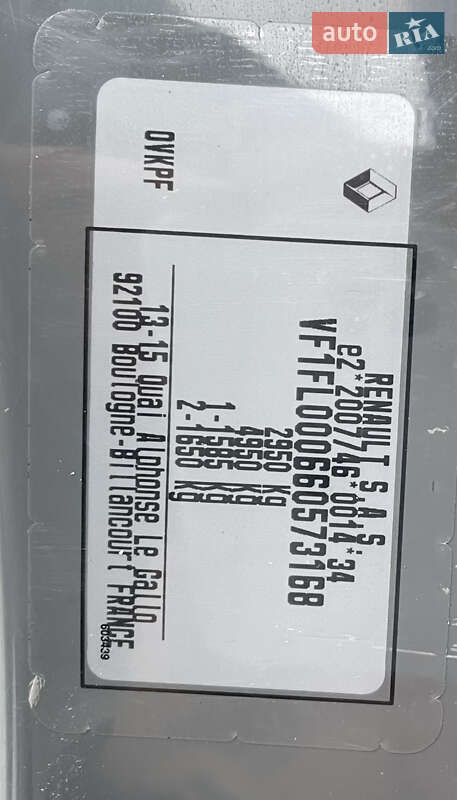 auto RIA
.com
OVKPF
RENAULT S.A.S.
e2*2007/46*0014*34
VF1FL000660573168
2950 kg
4950 kg
1-1585 kg
2-1650 kg
13-15 Quai Alphonse Le Gallo
92100 Boulogne-Billancourt FRANCE
603439